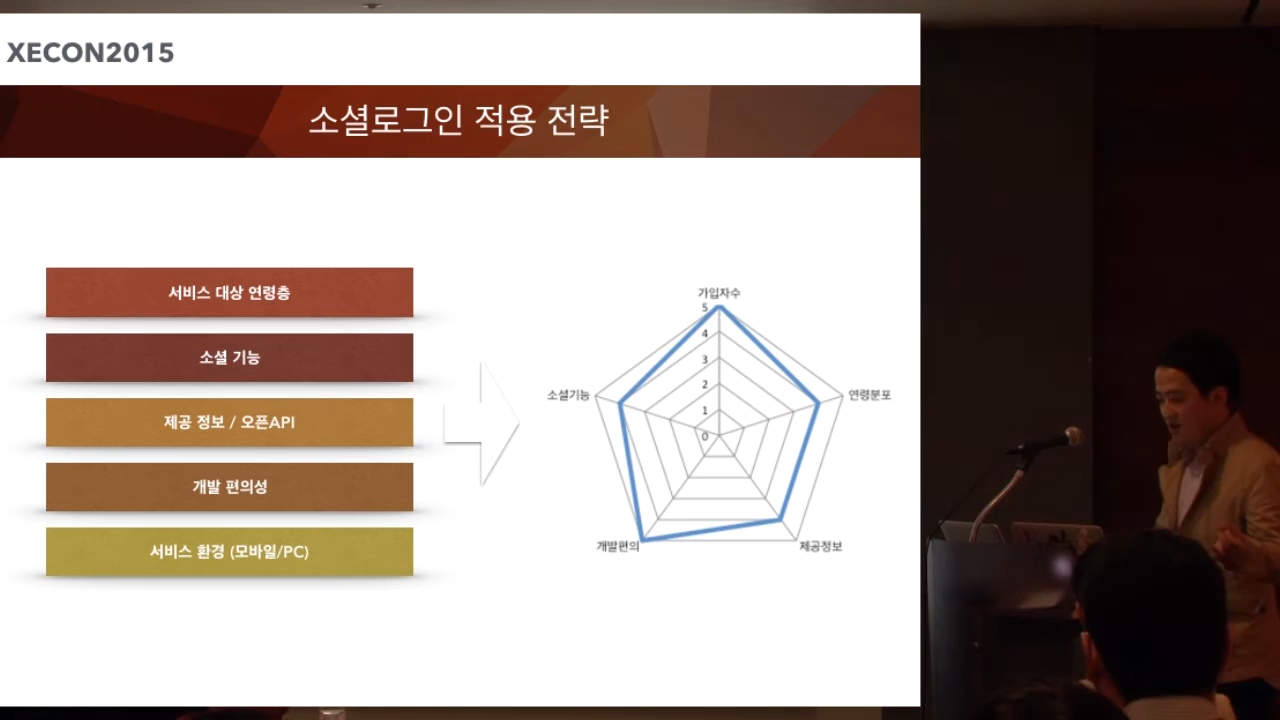 XECON2015
소셜로그인 적용 전략
서비스 대상 연령층
소셜 기능
제공 정보 / 오픈API
개발 편의성
서비스 환경 (모바일/PC)
가입자수
5
4
3
2
1
0
소셜기능
연령분포
개발편의
제공정보